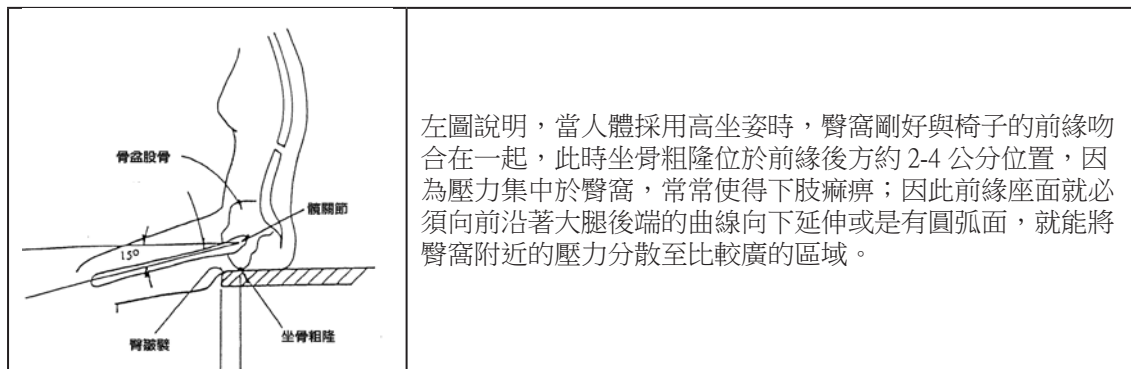 骨盆股骨
髖關節
15°
臀皺襞
坐骨粗隆
左圖說明，當人體採用高坐姿時，臀窩剛好與椅子的前緣吻
合在一起，此時坐骨粗隆位於前緣後方約 2-4 公分位置，因
為壓力集中於臀窩，常常使得下肢痲痹；因此前緣座面就必
須向前沿著大腿後端的曲線向下延伸或是有圓弧面，就能將
臀窩附近的壓力分散至比較廣的區域。